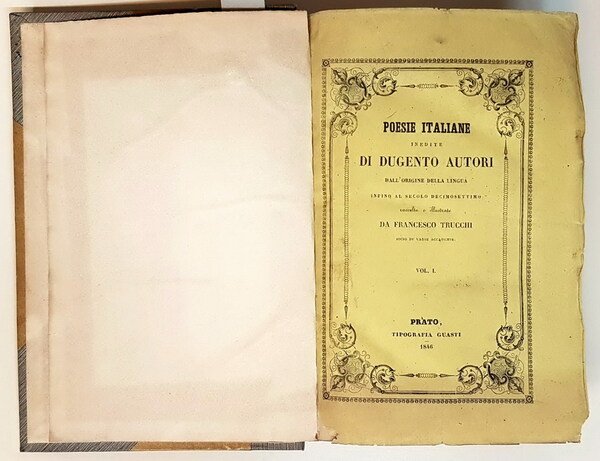 POESIE ITALIANE
INEDITE
DI DUGENTO AUTORI
DALL'ORIGINE DELLA LINGUA
INFINO AL SECOLO DECIMOSETTIMO
raccolte e illustrate
DA FRANCESCO TRUCCHI
SOCIO DI VARIE ACCADEMIE
VOL. I.
PRATO,
TIPOGRAFIA GUASTI
1846